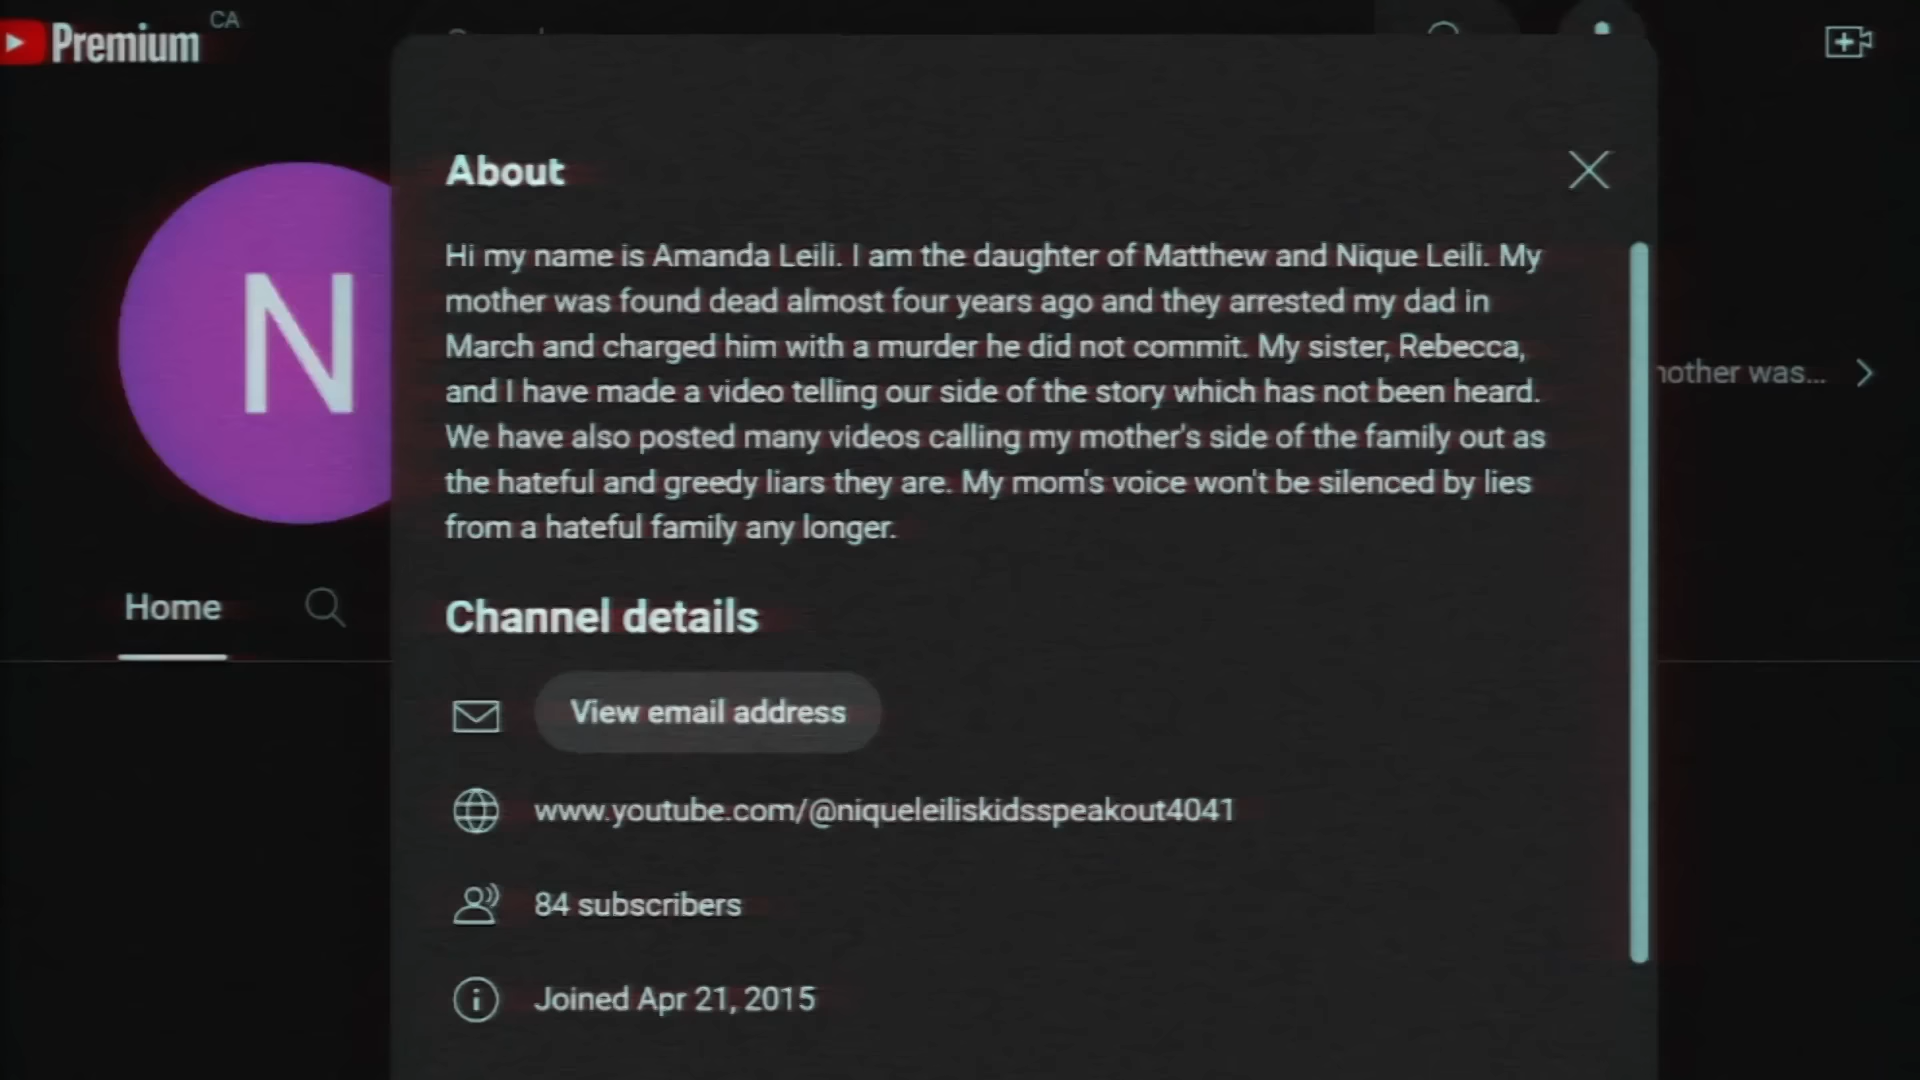 Premium CA
About
Hi my name is Amanda Leili. I am the daughter of Matthew and Nique Leili. My
mother was found dead almost four years ago and they arrested my dad in
March and charged him with a murder he did not commit. My sister, Rebecca,
and I have made a video telling our side of the story which has not been heard.
We have also posted many videos calling my mother's side of the family out as
the hateful and greedy liars they are. My mom's voice won't be silenced by lies
from a hateful family any longer.
N
mother was...
Home
Channel details
View email address
www.youtube.com/@niqueleiliskidsspeakout4041
84 subscribers
Joined Apr 21, 2015